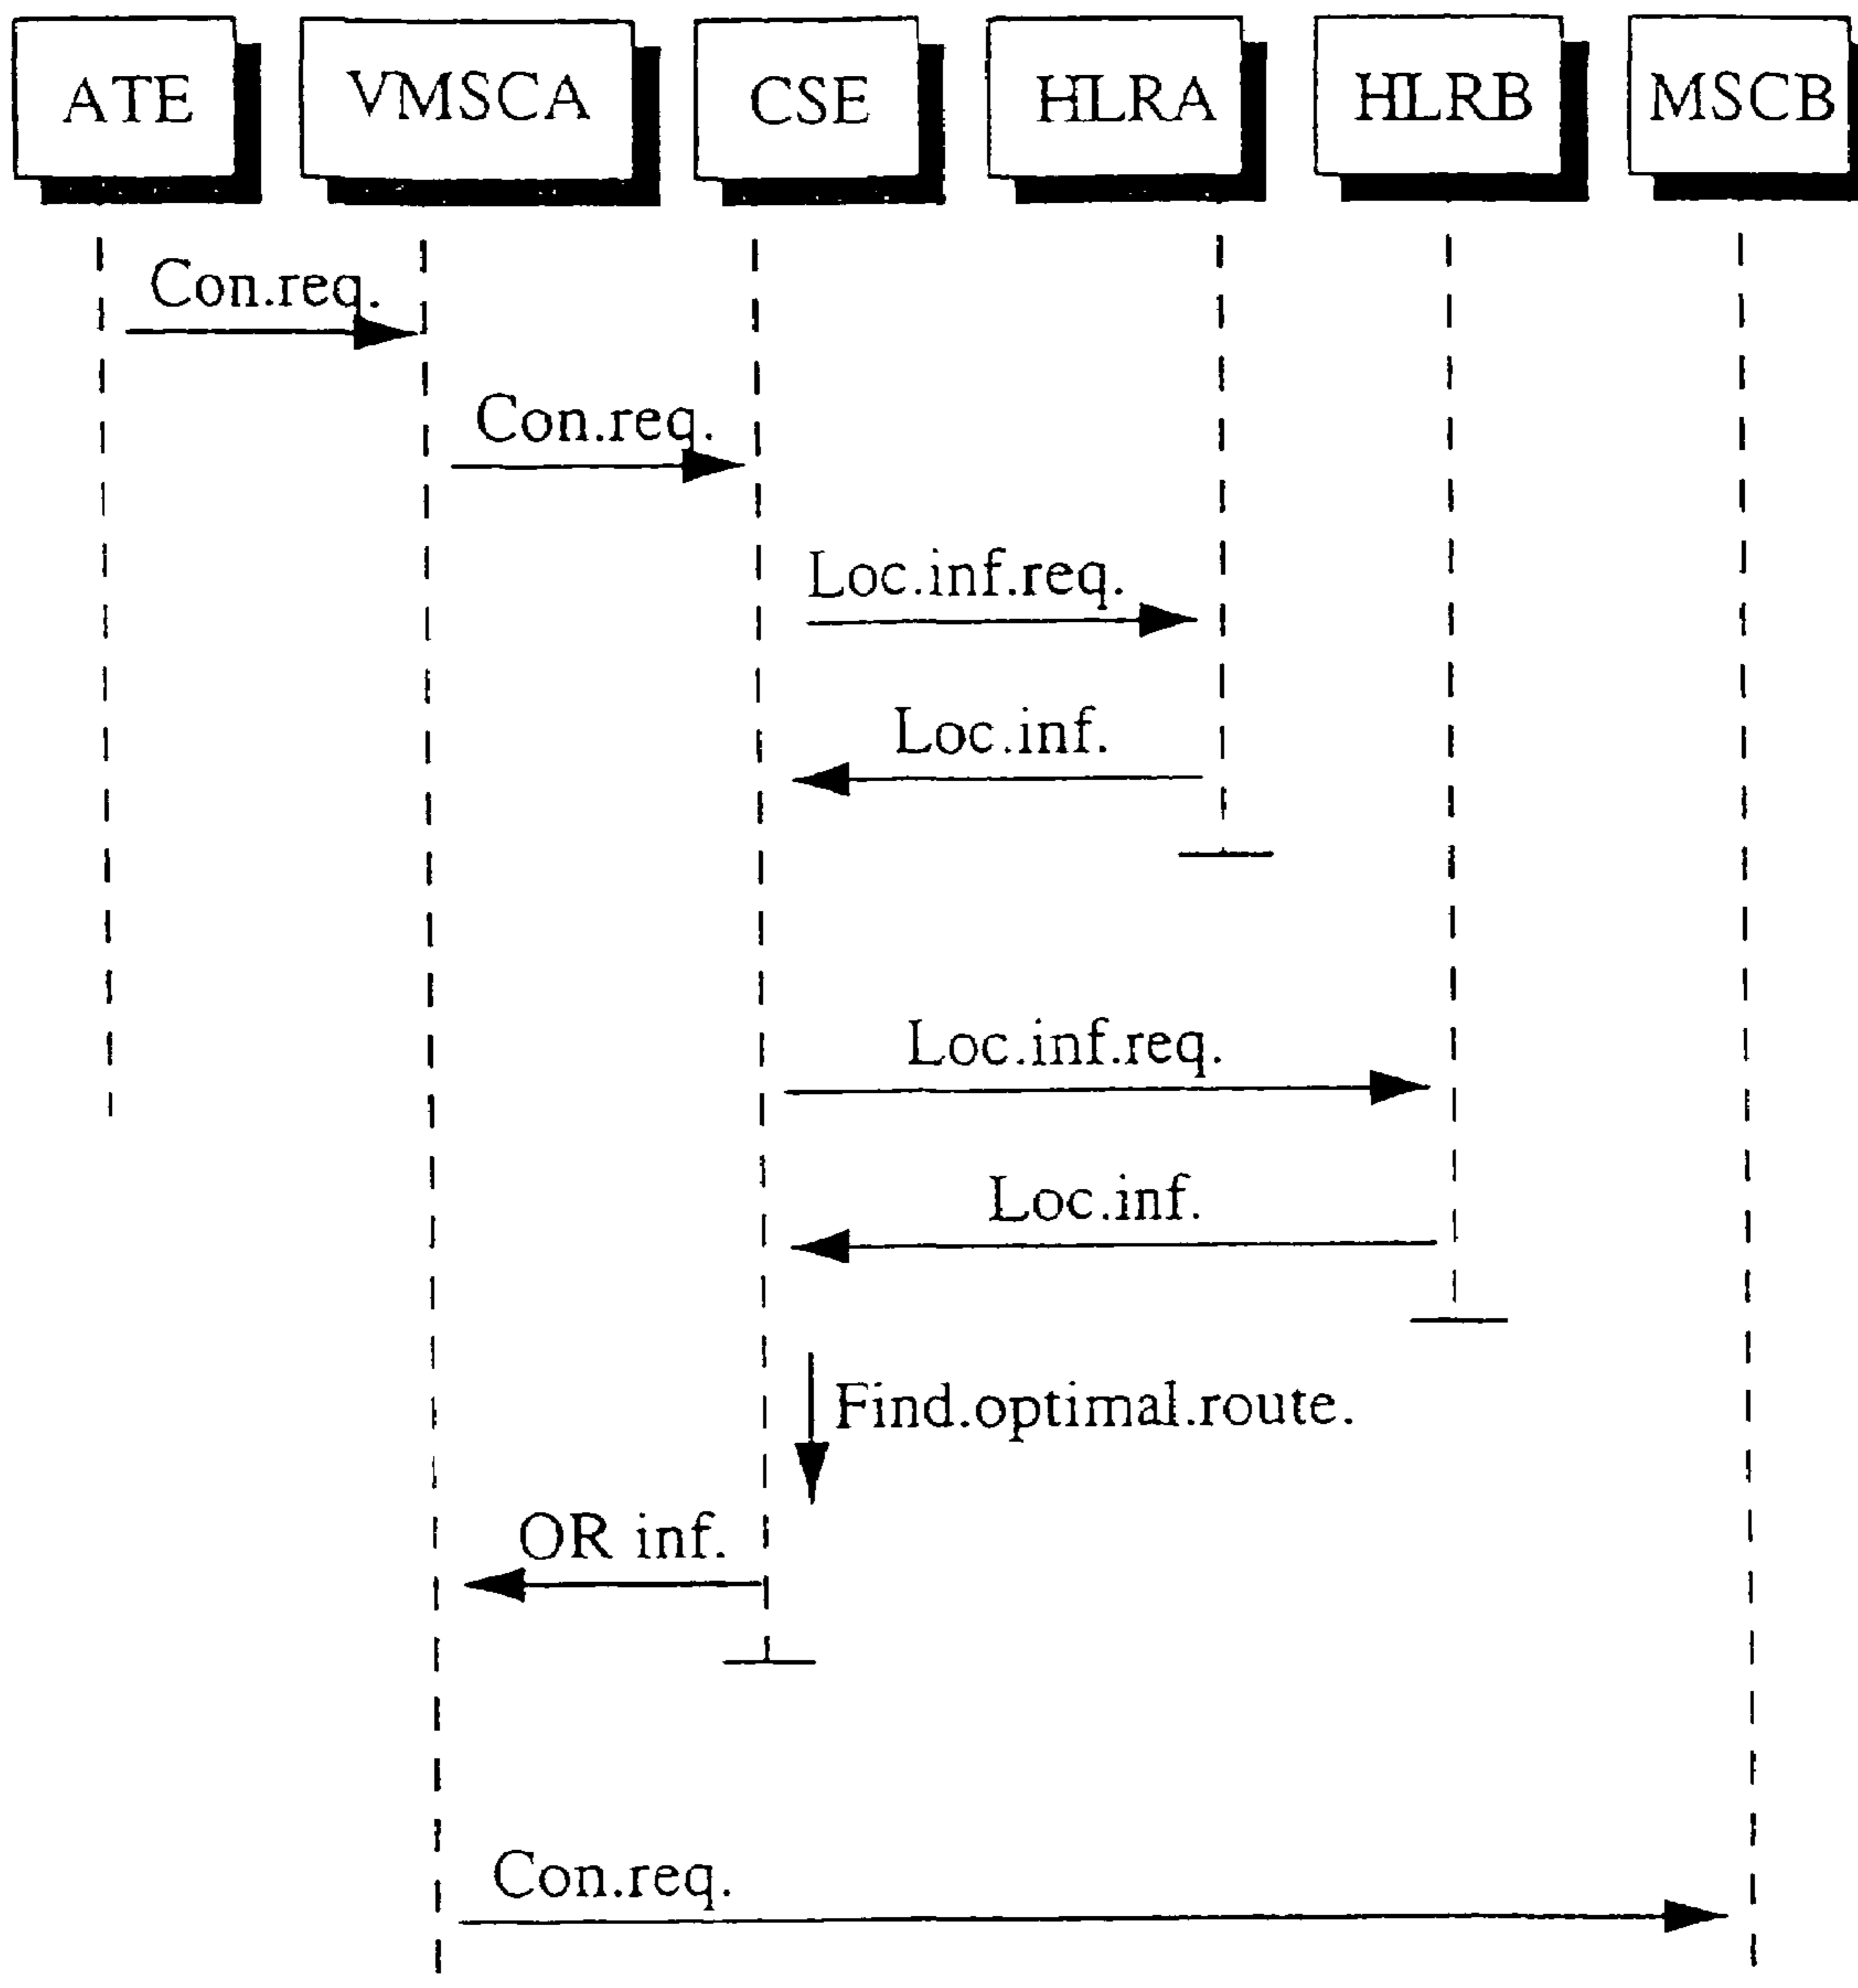 ATE VMSCA CSE HLRA HLRB MSCB
Con.req.
Con.req.
Loc.inf.req.
Loc.inf.
Loc.inf.req.
Loc.inf.
Find.optimal.route.
OR inf.
Con.req.